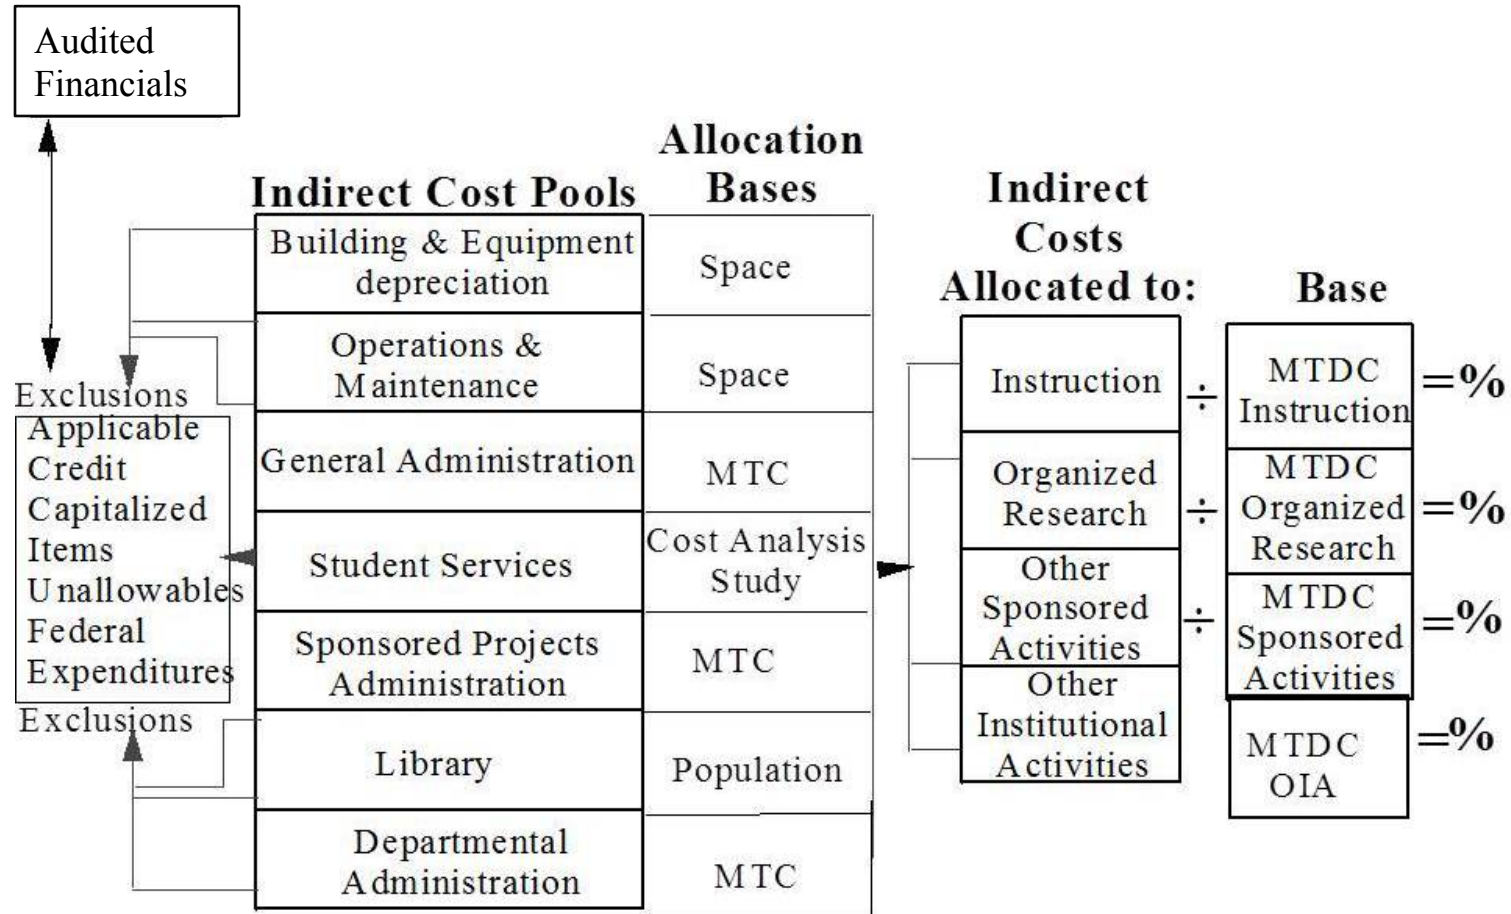 Audited
Financials
Exclusions
Applicable
Credit
Capitalized
Items
Unallowables
Federal
Expenditures
Exclusions
Indirect Cost Pools
Building & Equipment
depreciation
Operations &
Maintenance
General Administration
Student Services
Sponsored Projects
Administration
Library
Departmental
Administration
Allocation
Bases
Space
Space
MTC
Cost Analysis
Study
MTC
Population
MTC
Indirect
Costs
Allocated to:
Instruction
Organized
Research
Other
Sponsored
Activities
Other
Institutional
Activities
÷
÷
÷
Base
MTDC
Instruction
MTDC
Organized
Research
MTDC
Sponsored
Activities
MTDC
OIA
=%
=%
=%
=%